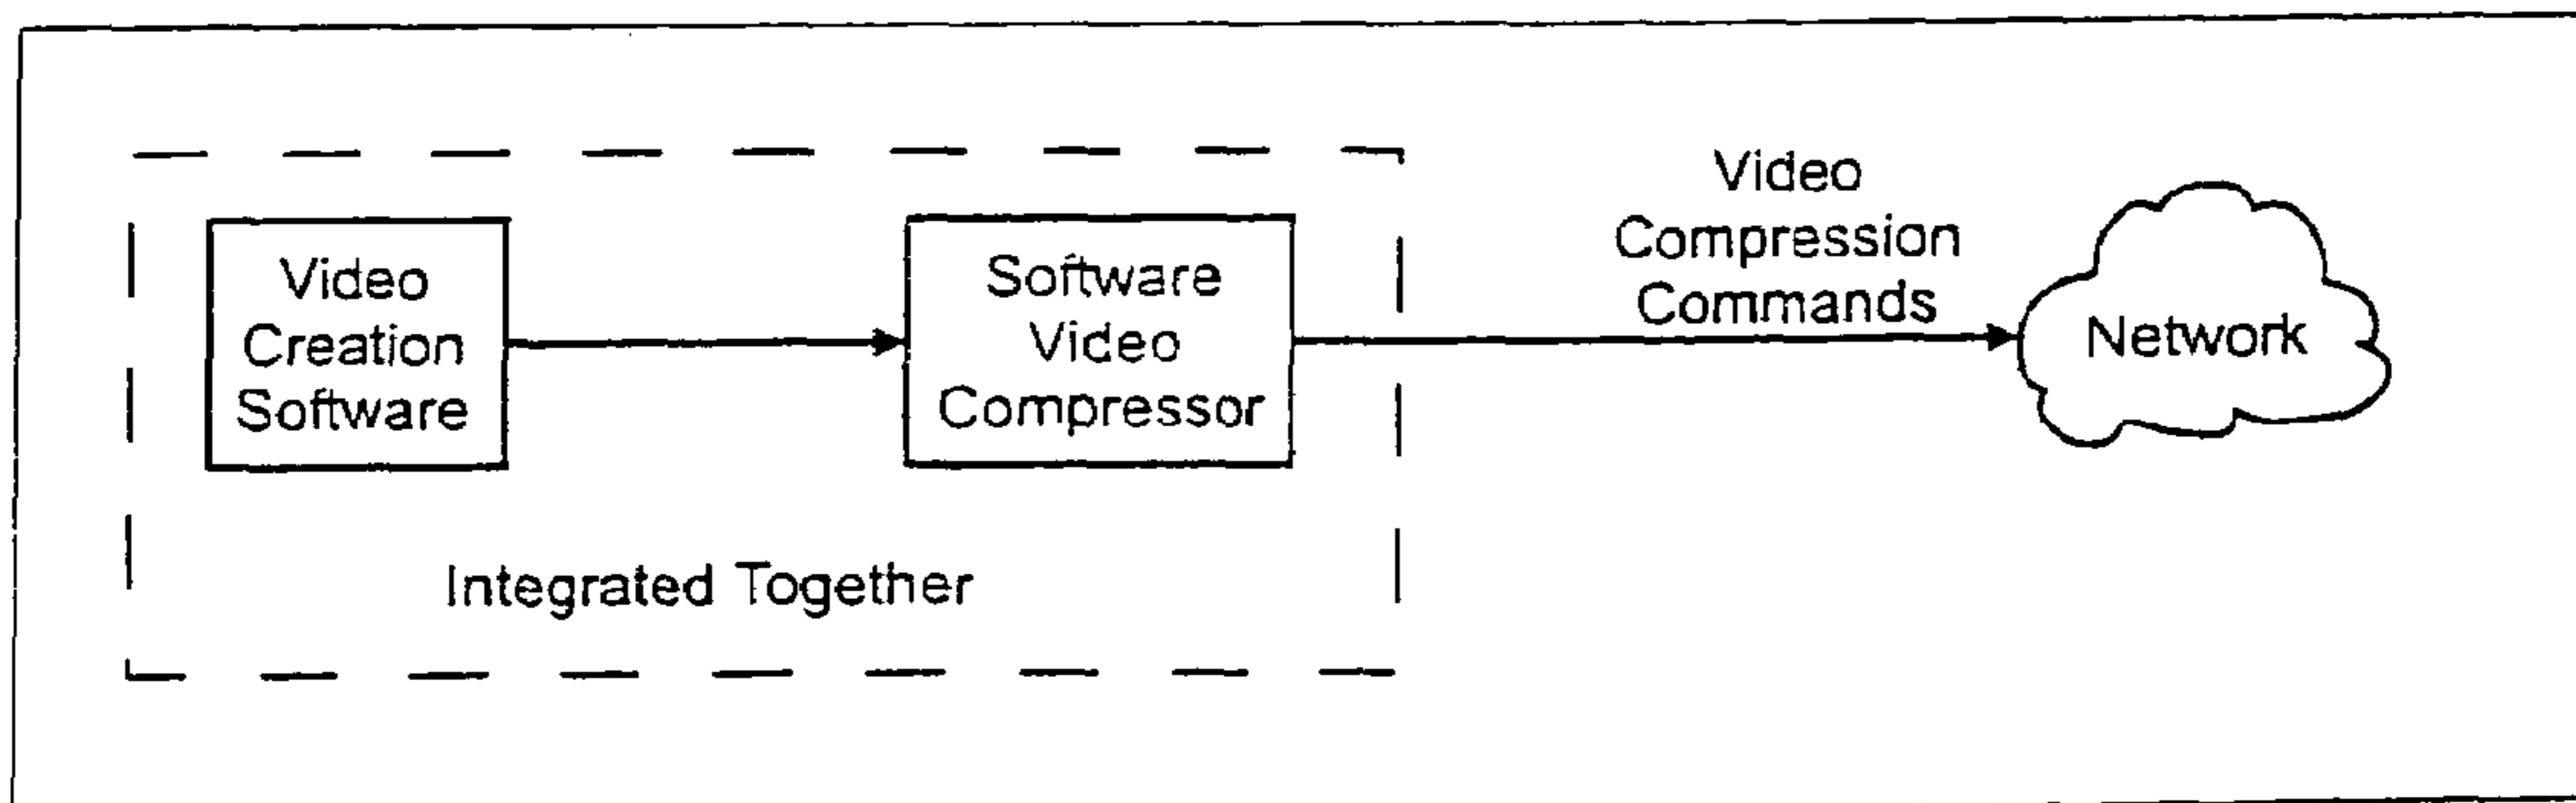 Video
Creation
Software
Software
Video
Compressor
Integrated Together
Video
Compression
Commands
Network